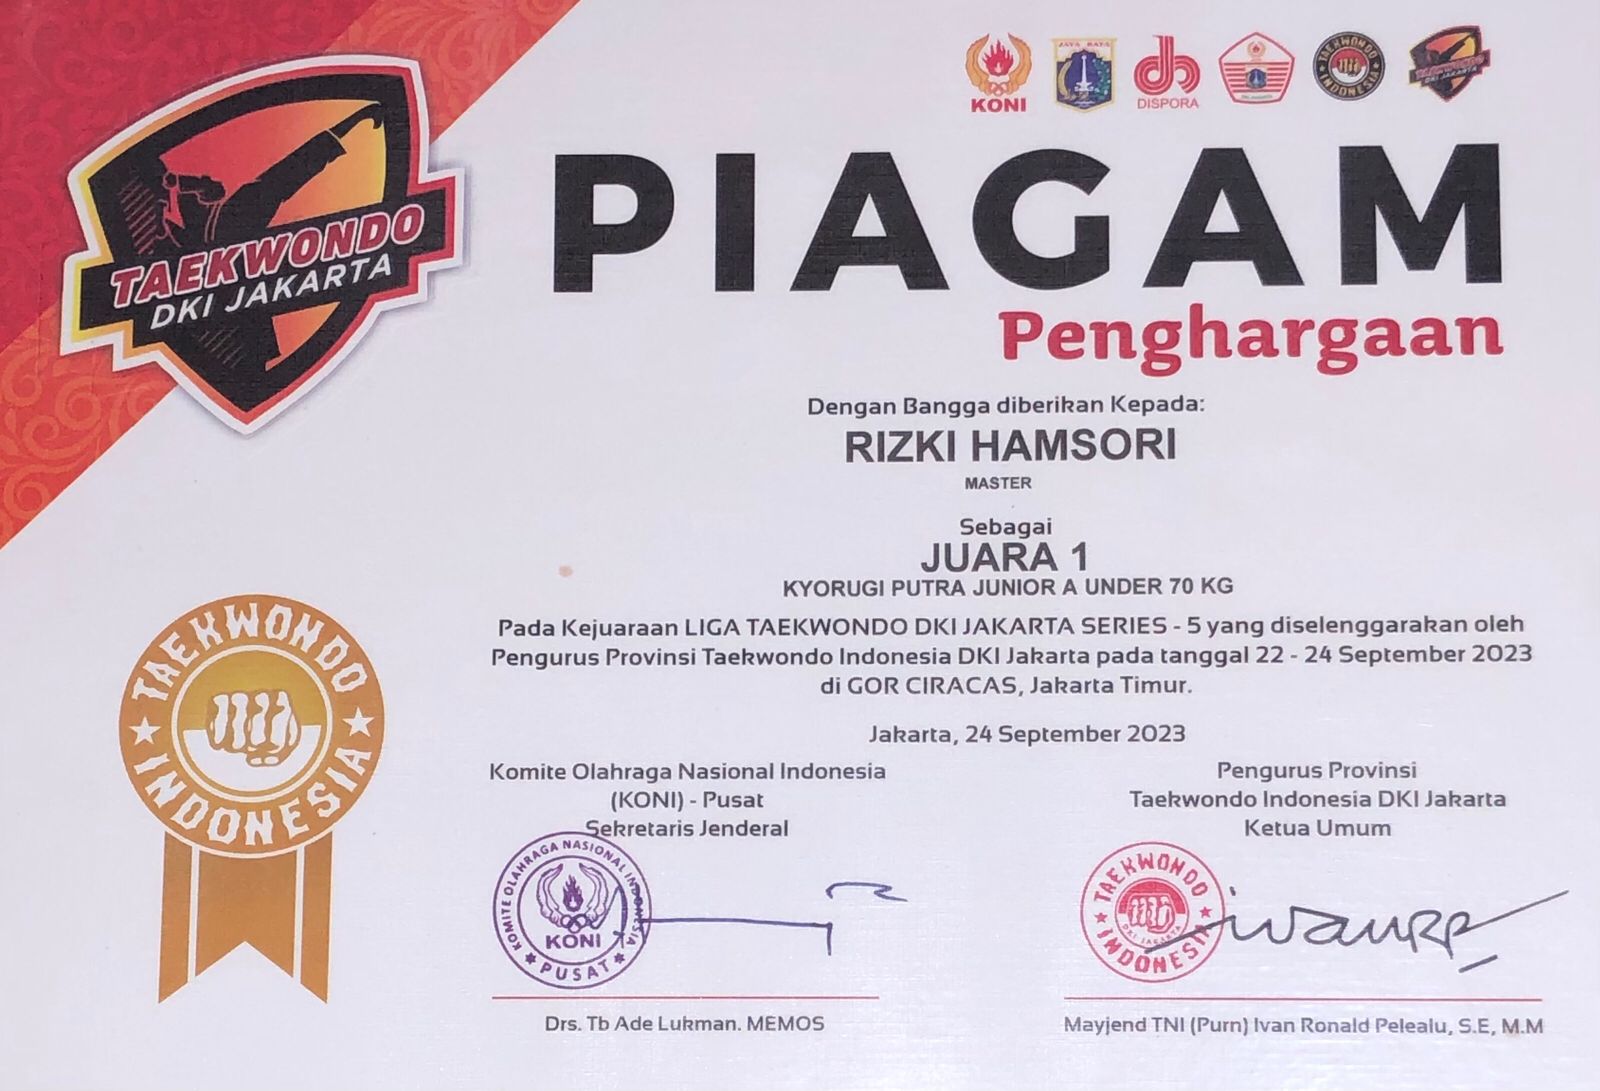 KONI
JAYA RAYA
DISPORA
TAEKWONDO
INDONESIA
TAEKWONDO
DKI JAKARTA
TAEKWONDO
DKI JAKARTA
PIAGAM
Penghargaan
Dengan Bangga diberikan Kepada:
RIZKI HAMSORI
MASTER
Sebagai
JUARA 1
KYORUGI PUTRA JUNIOR A UNDER 70 KG
Pada Kejuaraan LIGA TAEKWONDO DKI JAKARTA SERIES - 5 yang diselenggarakan oleh
Pengurus Provinsi Taekwondo Indonesia DKI Jakarta pada tanggal 22 - 24 September 2023
di GOR CIRACAS, Jakarta Timur.
Jakarta, 24 September 2023
TAEKWONDO
INDONESIA
Komite Olahraga Nasional Indonesia
(KONI) - Pusat
Sekretaris Jenderal
KOMITE OLAHRAGA NASIONAL INDONESIA
KONI
PUSAT
Drs. Tb Ade Lukman. MEMOS
Pengurus Provinsi
Taekwondo Indonesia DKI Jakarta
Ketua Umum
TAEKWONDO
DKI JAKARTA
INDONESIA
Mayjend TNI (Purn) Ivan Ronald Pelealu, S.E, M.M